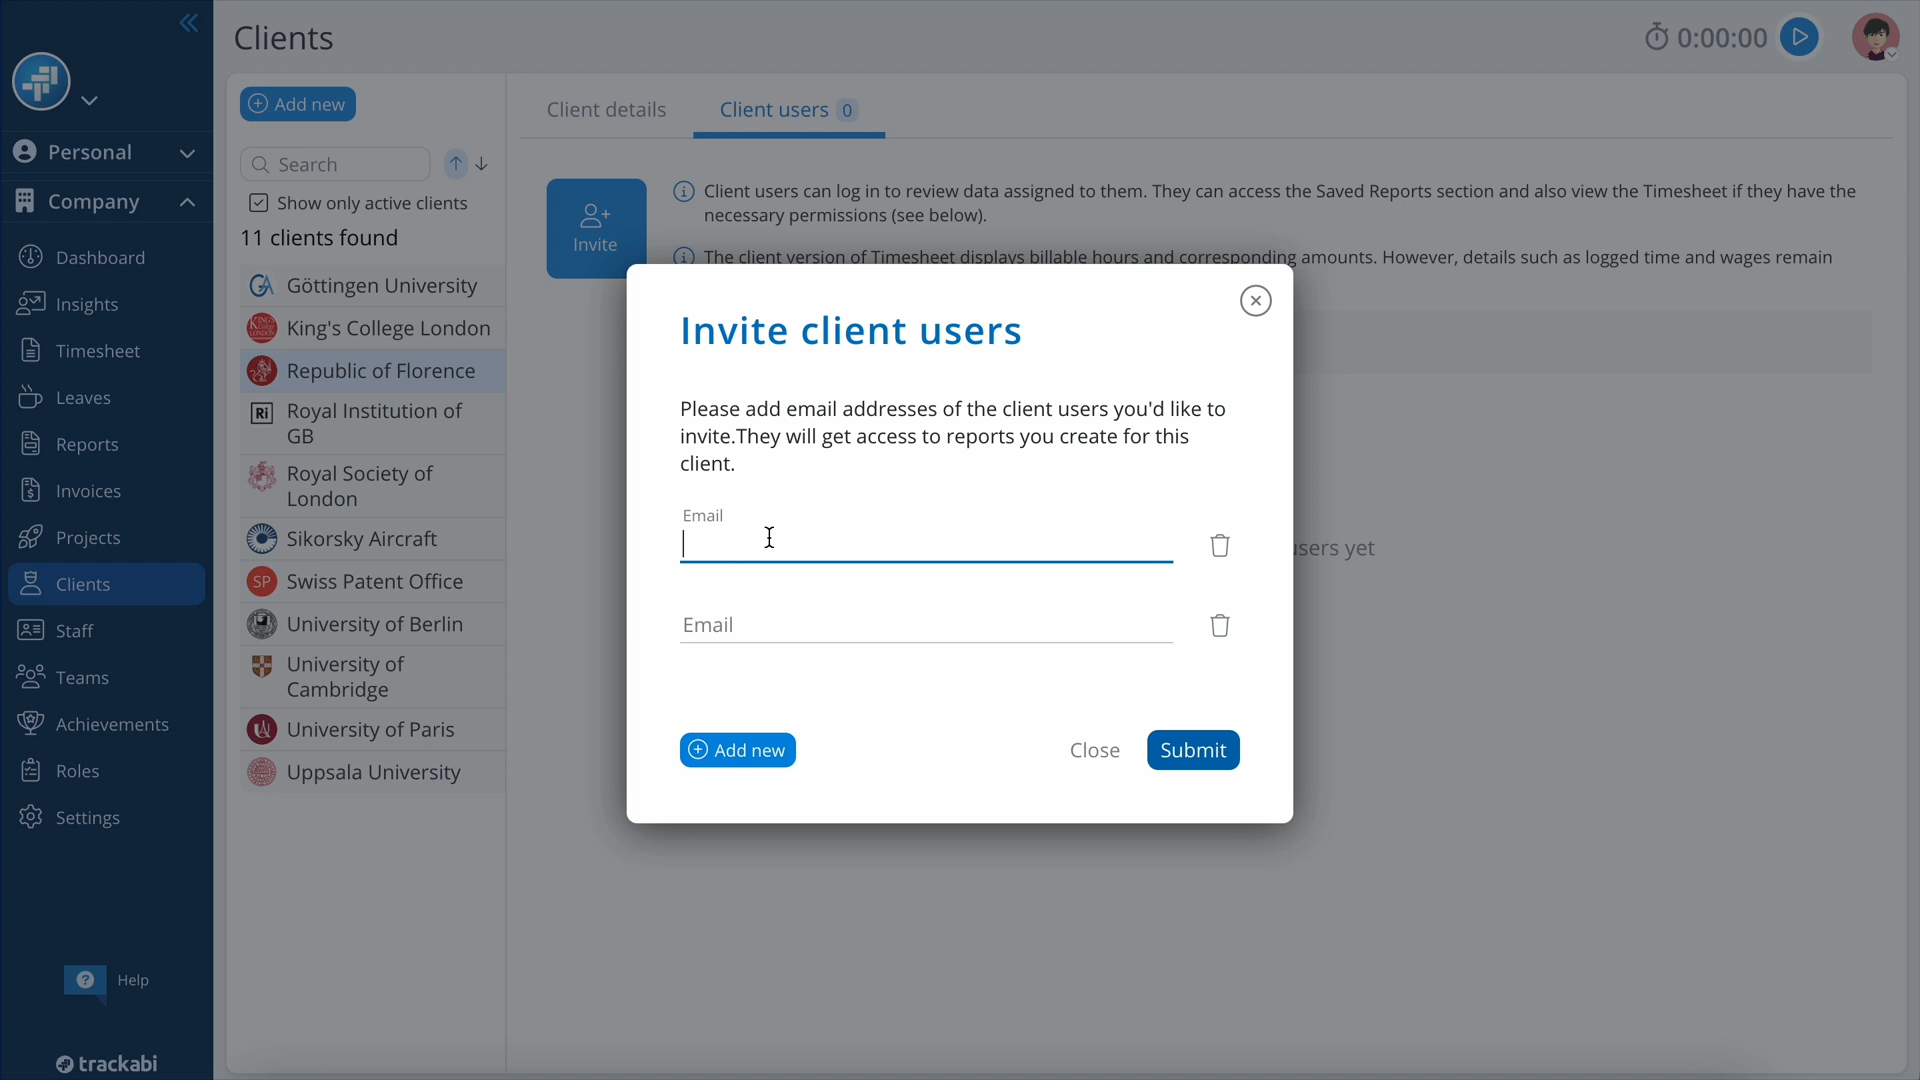 Clients
0:00:00
Personal
Company
Dashboard
Insights
Timesheet
Leaves
Reports
Invoices
Projects
Clients
Staff
Teams
Achievements
Roles
Settings
Help
trackabi
Add new
Search
Show only active clients
11 clients found
Göttingen University
King's College London
Republic of Florence
Ri
Royal Institution of
GB
Royal Society of
London
Sikorsky Aircraft
SP
Swiss Patent Office
University of Berlin
University of
Cambridge
University of Paris
Uppsala University
Client details
Client users 0
Invite
Client users can log in to review data assigned to them. They can access the Saved Reports section and also view the Timesheet if they have the
necessary permissions (see below).
The client version of Timesheet displays billable hours and corresponding amounts. However, details such as logged time and wages remain
Invite client users
Please add email addresses of the client users you'd like to
invite.They will get access to reports you create for this
client.
Email
Email
Add new
Close
Submit
yet